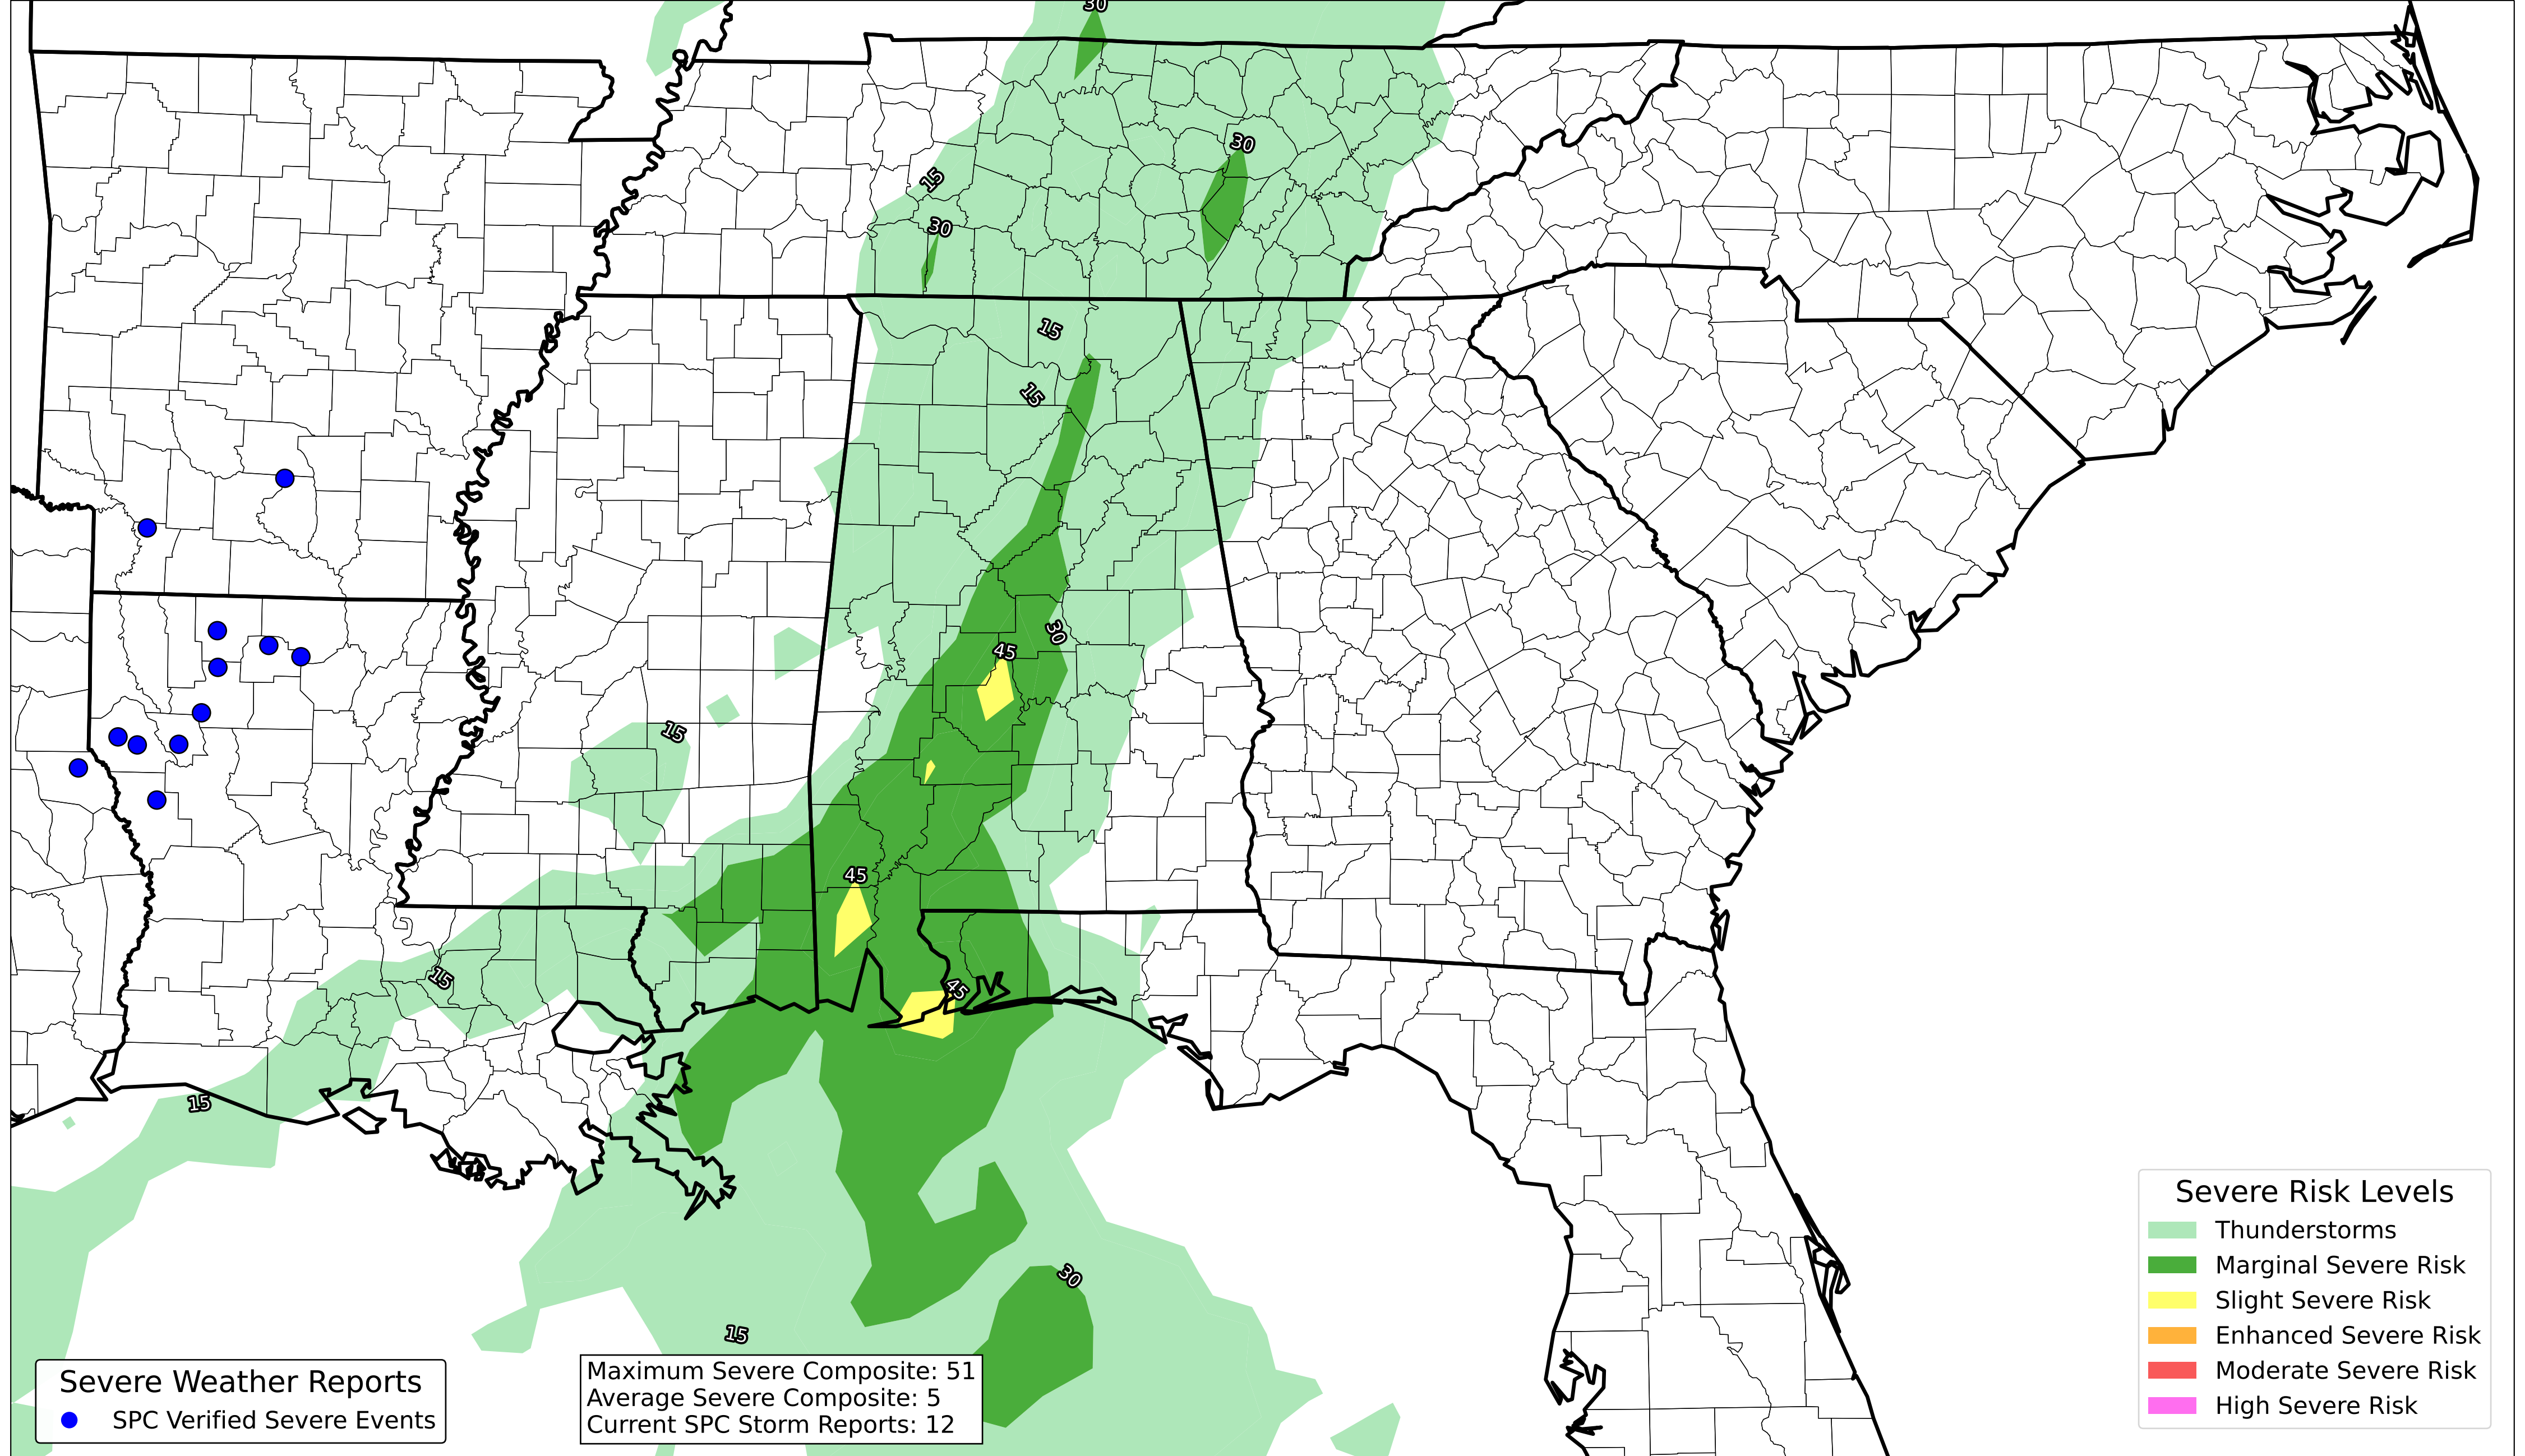 30
30
15
30
15
15
30
45
15
45
15
45
15
30
15
Severe Weather Reports
SPC Verified Severe Events
Maximum Severe Composite: 51
Average Severe Composite: 5
Current SPC Storm Reports: 12
Severe Risk Levels
Thunderstorms
Marginal Severe Risk
Slight Severe Risk
Enhanced Severe Risk
Moderate Severe Risk
High Severe Risk